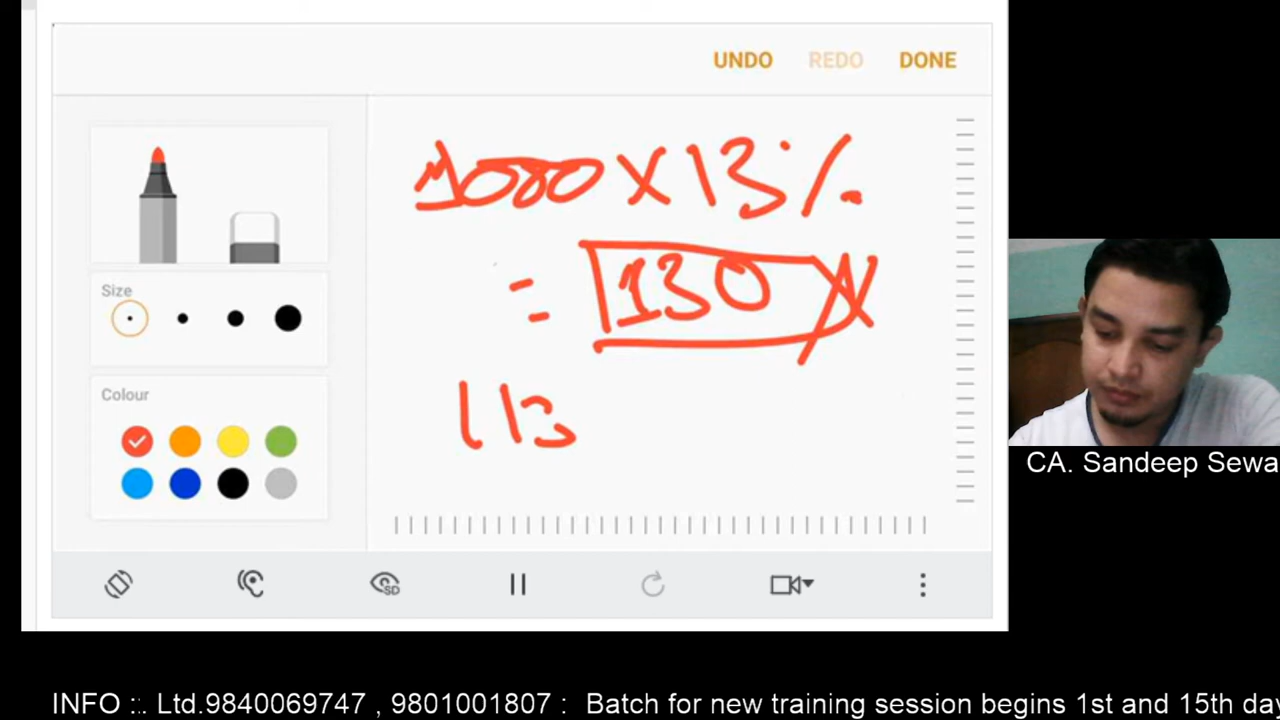 UNDO REDO DONE
1000 X 13%
= 130
Size
113
Colour
SD
CA. Sandeep Sewa
INFO :. Ltd.9840069747 , 9801001807 : Batch for new training session begins 1st and 15th day